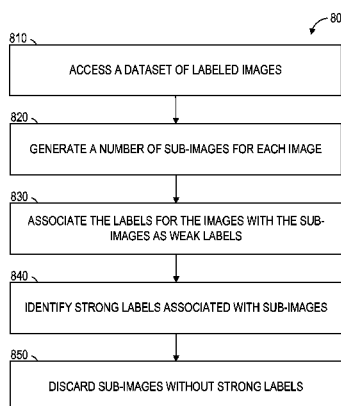 80
810
ACCESS A DATASET OF LABELED IMAGES
820
GENERATE A NUMBER OF SUB-IMAGES FOR EACH IMAGE
830
ASSOCIATE THE LABELS FOR THE IMAGES WITH THE SUB-
IMAGES AS WEAK LABELS
840
IDENTIFY STRONG LABELS ASSOCIATED WITH SUB-IMAGES
850
DISCARD SUB-IMAGES WITHOUT STRONG LABELS